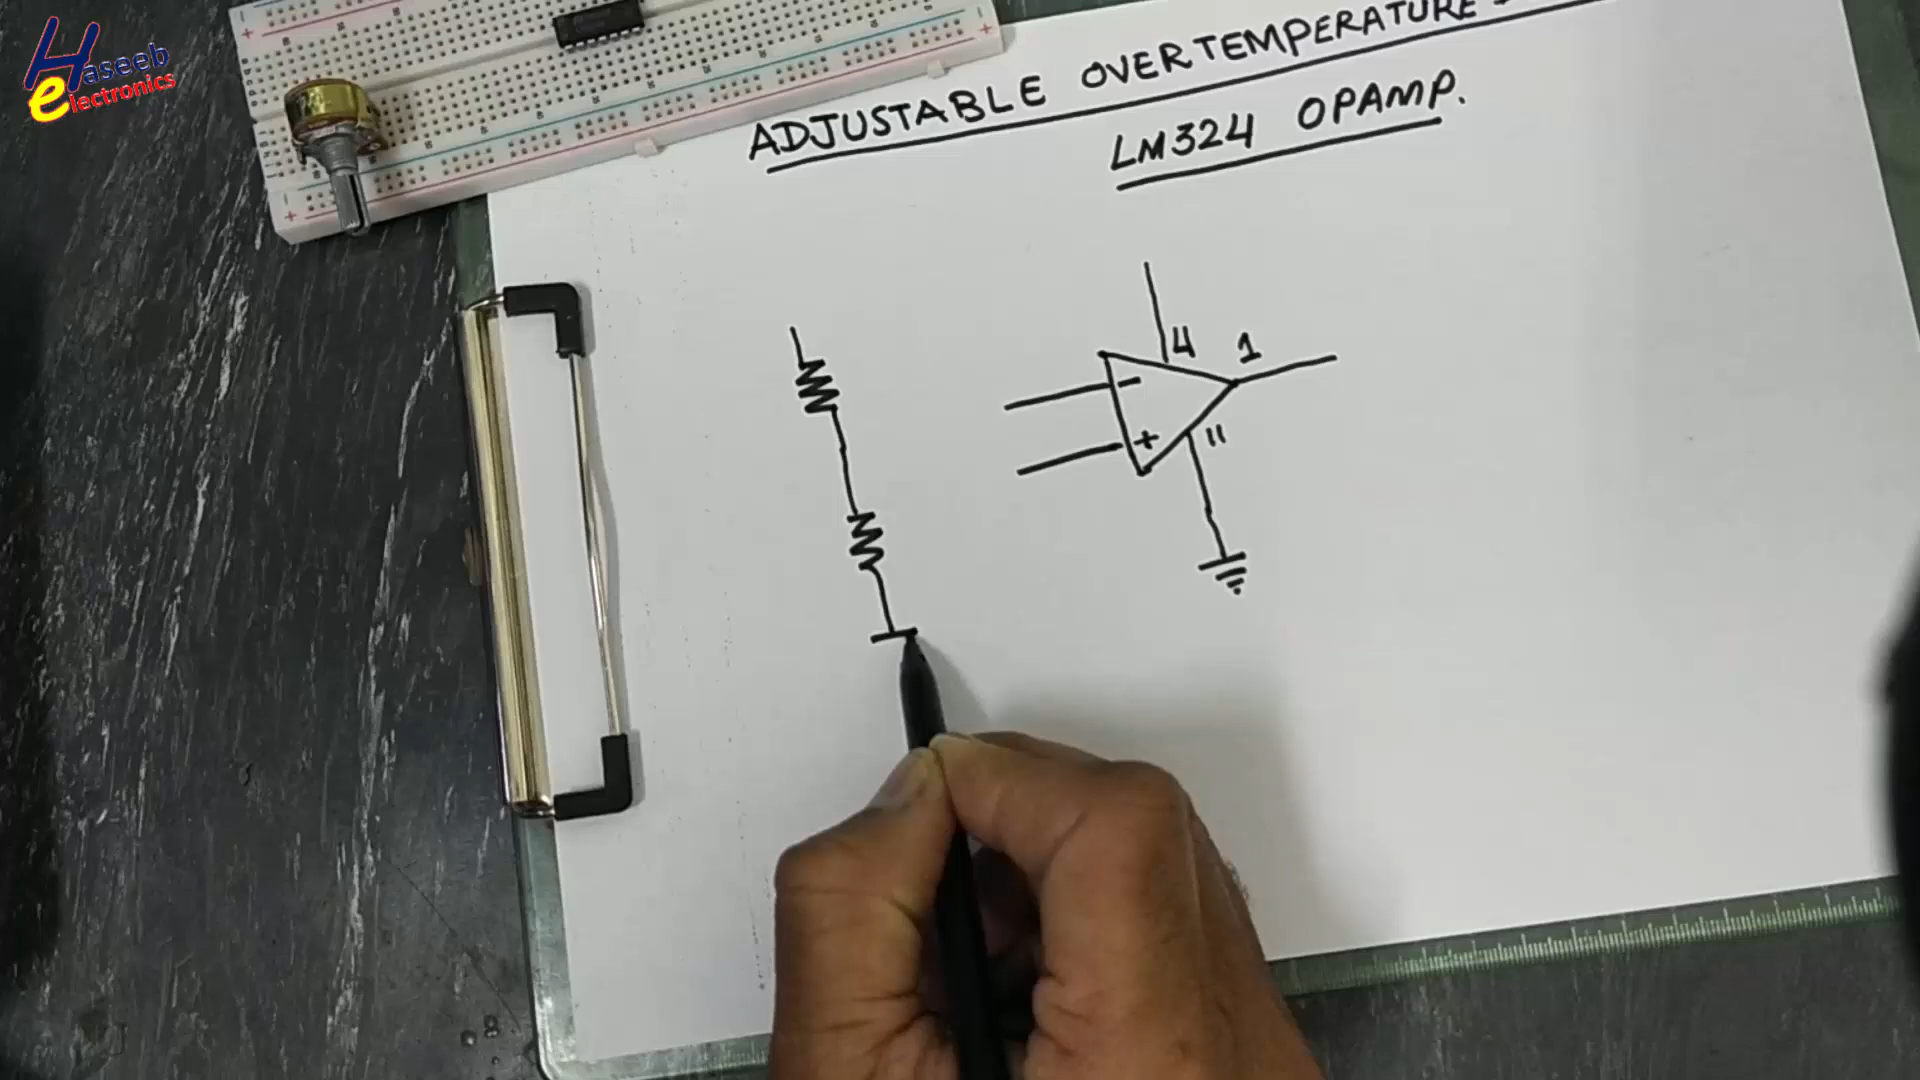 Haseeb
electronics
ADJUSTABLE OVERTEMPERATURE
LM324 OPAMP.
4
1
-
+
11